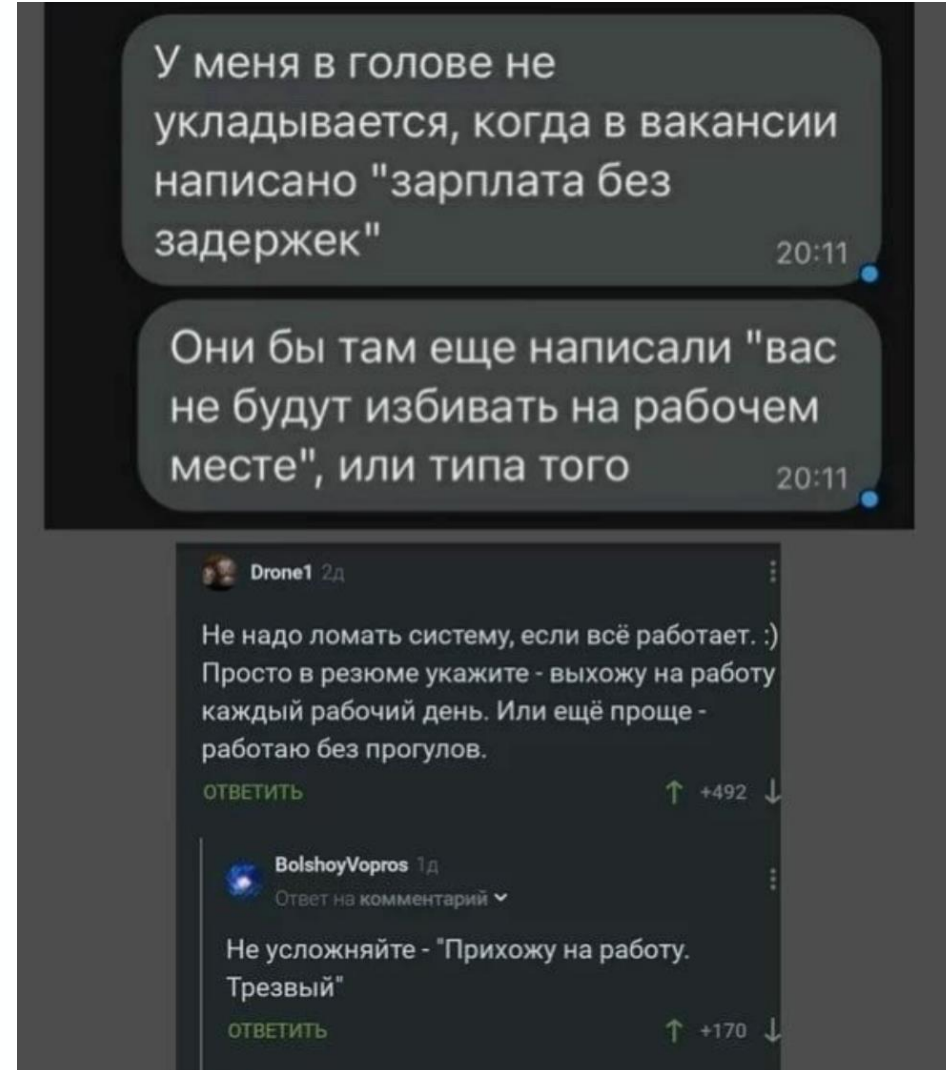 У меня в голове не
укладывается, когда в вакансии
написано "зарплата без
задержек"
20:11
Они бы там еще написали "вас
не будут избивать на рабочем
месте", или типа того
20:11
Drone1 2д
Не надо ломать систему, если всё работает. :)
Просто в резюме укажите - выхожу на работу
каждый рабочий день. Или ещё проще -
работаю без прогулов.
ОТВЕТИТЬ
+492
BolshoyVopros 1д
Ответ на комментарий
Не усложняйте - "Прихожу на работу.
Трезвый"
ОТВЕТИТЬ
+170